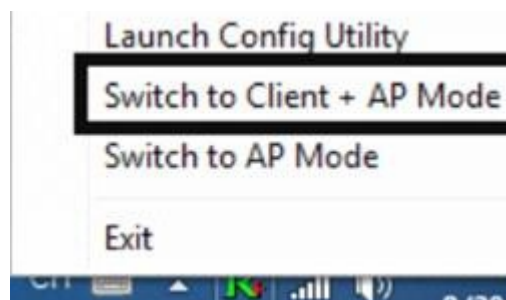 Launch Config Utility
Switch to Client + AP Mode
Switch to AP Mode
Exit